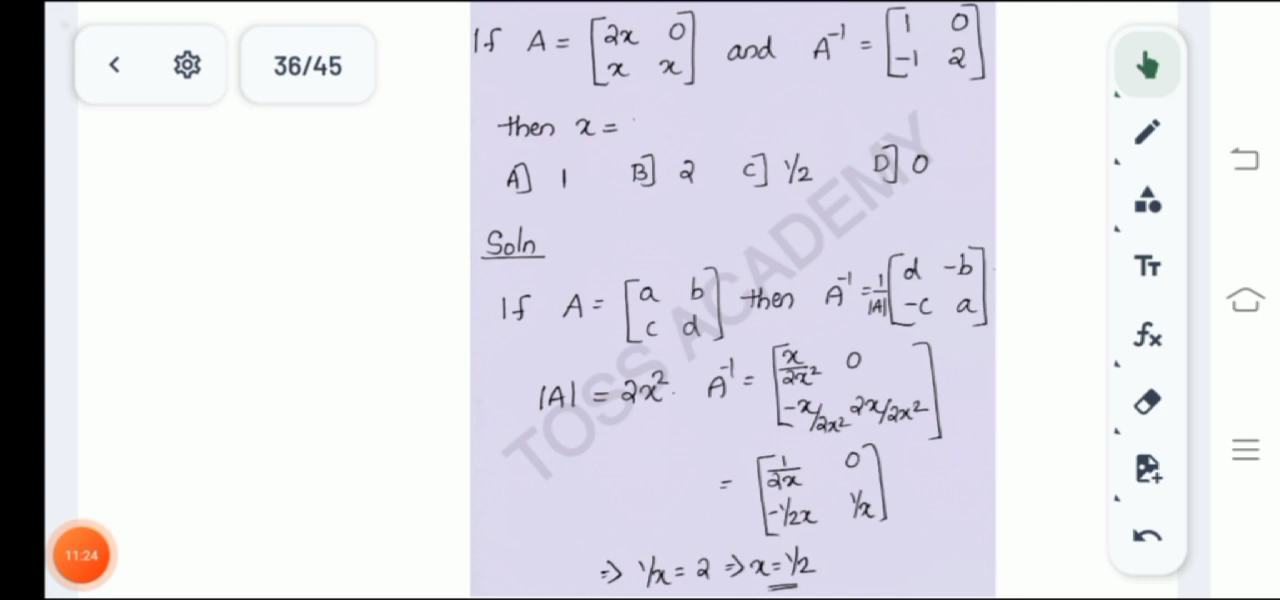 36/45
If A = [2x 0 x x] and A⁻¹ = [1 0 -1 2]
then x =
A] 1 B] 2 C] 1/2 D] 0
Soln
If A = [a b c d] then A⁻¹ = 1/|A| [d -b -c a]
|A| = 2x². A⁻¹ = [x/2x² 0 -x/2x² 2x/2x²]
= [1/2x 0 -1/2x 1/x]
⇒ 1/x = 2 ⇒ x = 1/2
TOSS ACADEMY
Tт
fx
11:24